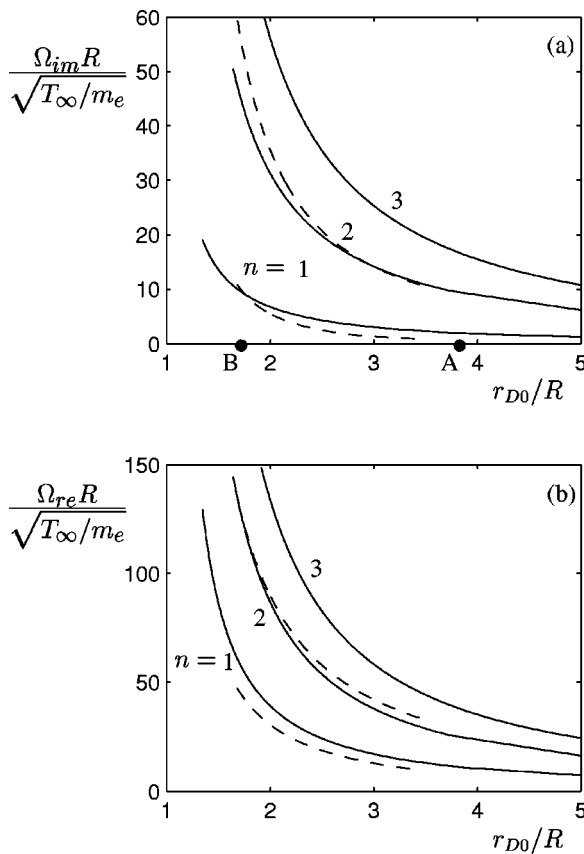 (a)
Ω_im R / √(T_∞/m_e)
60
50
40
30
20
10
0
3
2
n = 1
1 2 3 4 5
B A
r_D0/R
(b)
Ω_re R / √(T_∞/m_e)
150
100
50
0
3
2
n = 1
1 2 3 4 5
r_D0/R